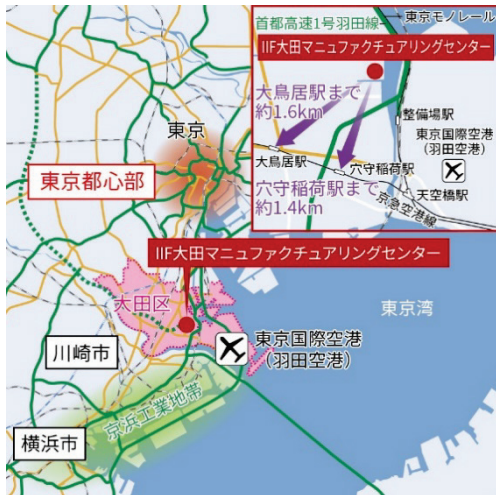 首都高速1号羽田線
東京モノレール
IIF大田マニュファクチュアリングセンター
大鳥居駅まで
約1.6km
整備場駅
東京国際空港
(羽田空港)
大鳥居駅
穴守稲荷駅
穴守稲荷駅まで
約1.4km
天空橋駅
京急空港線
東京
東京都心部
IIF大田マニュファクチュアリングセンター
大田区
東京湾
川崎市
東京国際空港
(羽田空港)
京浜工業地帯
横浜市